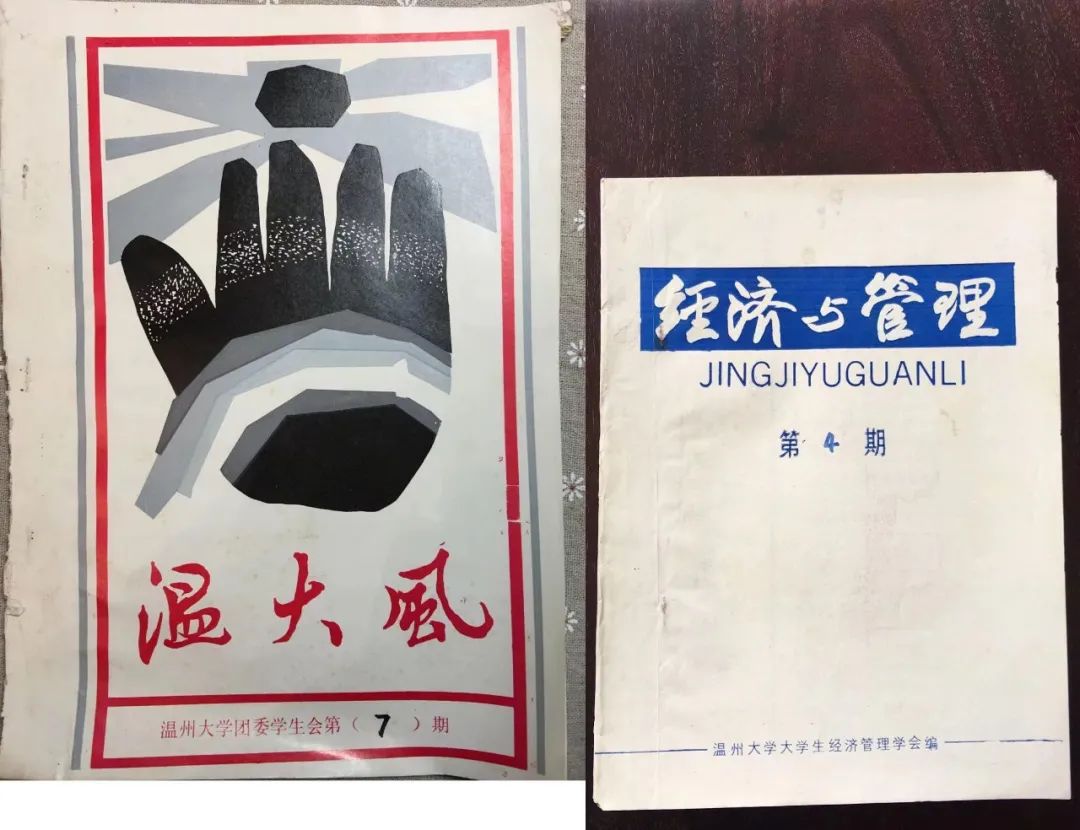 温大風
温州大学团委学生会第（7）期
經济与管理
JINGJIYUGUANLI
第4期
温州大学大学生经济管理学会编